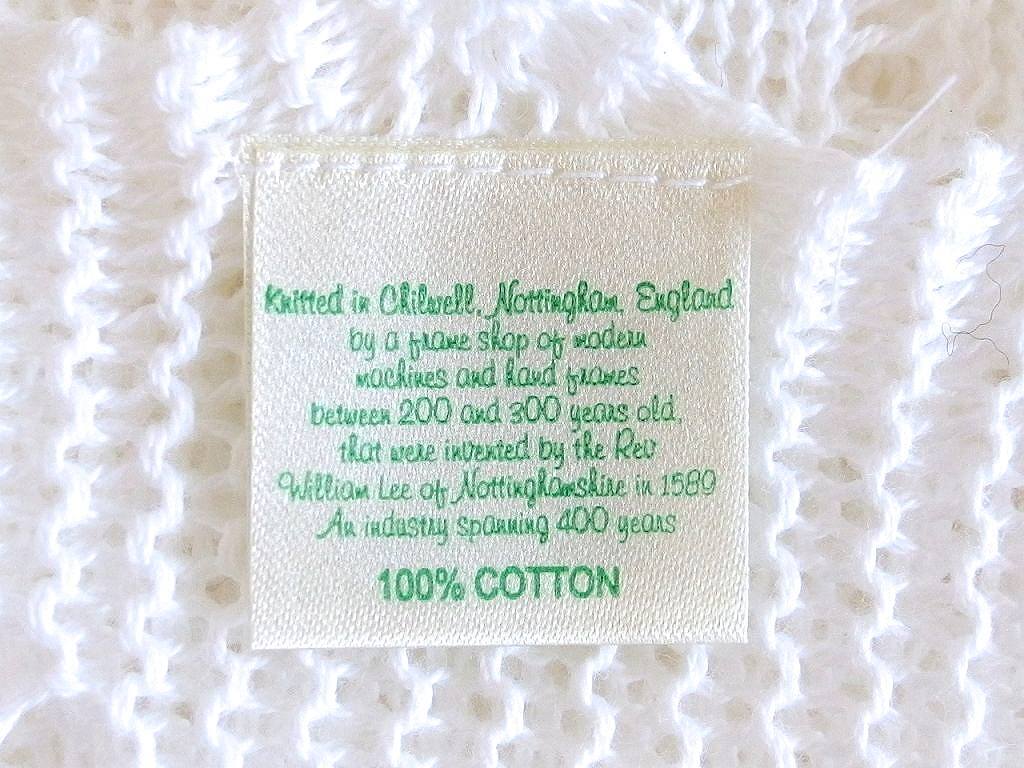 Knitted in Chilwell, Nottingham, England
by a frame shop of modern
machines and hand frames
between 200 and 300 years old,
that were invented by the Rev
William Lee of Nottinghamshire in 1589
An industry spanning 400 years
100% COTTON